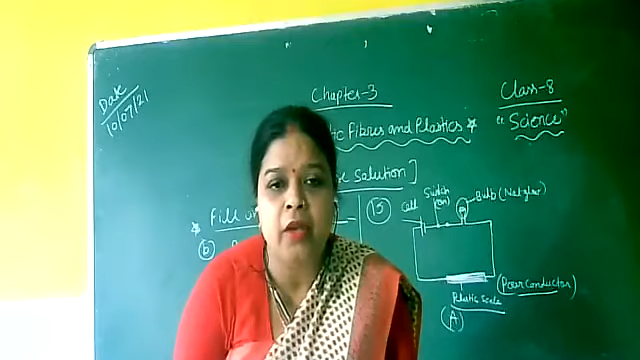 Date
10/07/21
Chapter-3
Class-8
Fibres and Plastics
"Science"
Solution]
Fill
(b)
(15)
Cell
Switch
(on)
Bulb (Not glow)
Plastic Scale
(Poor Conductor)
(A)